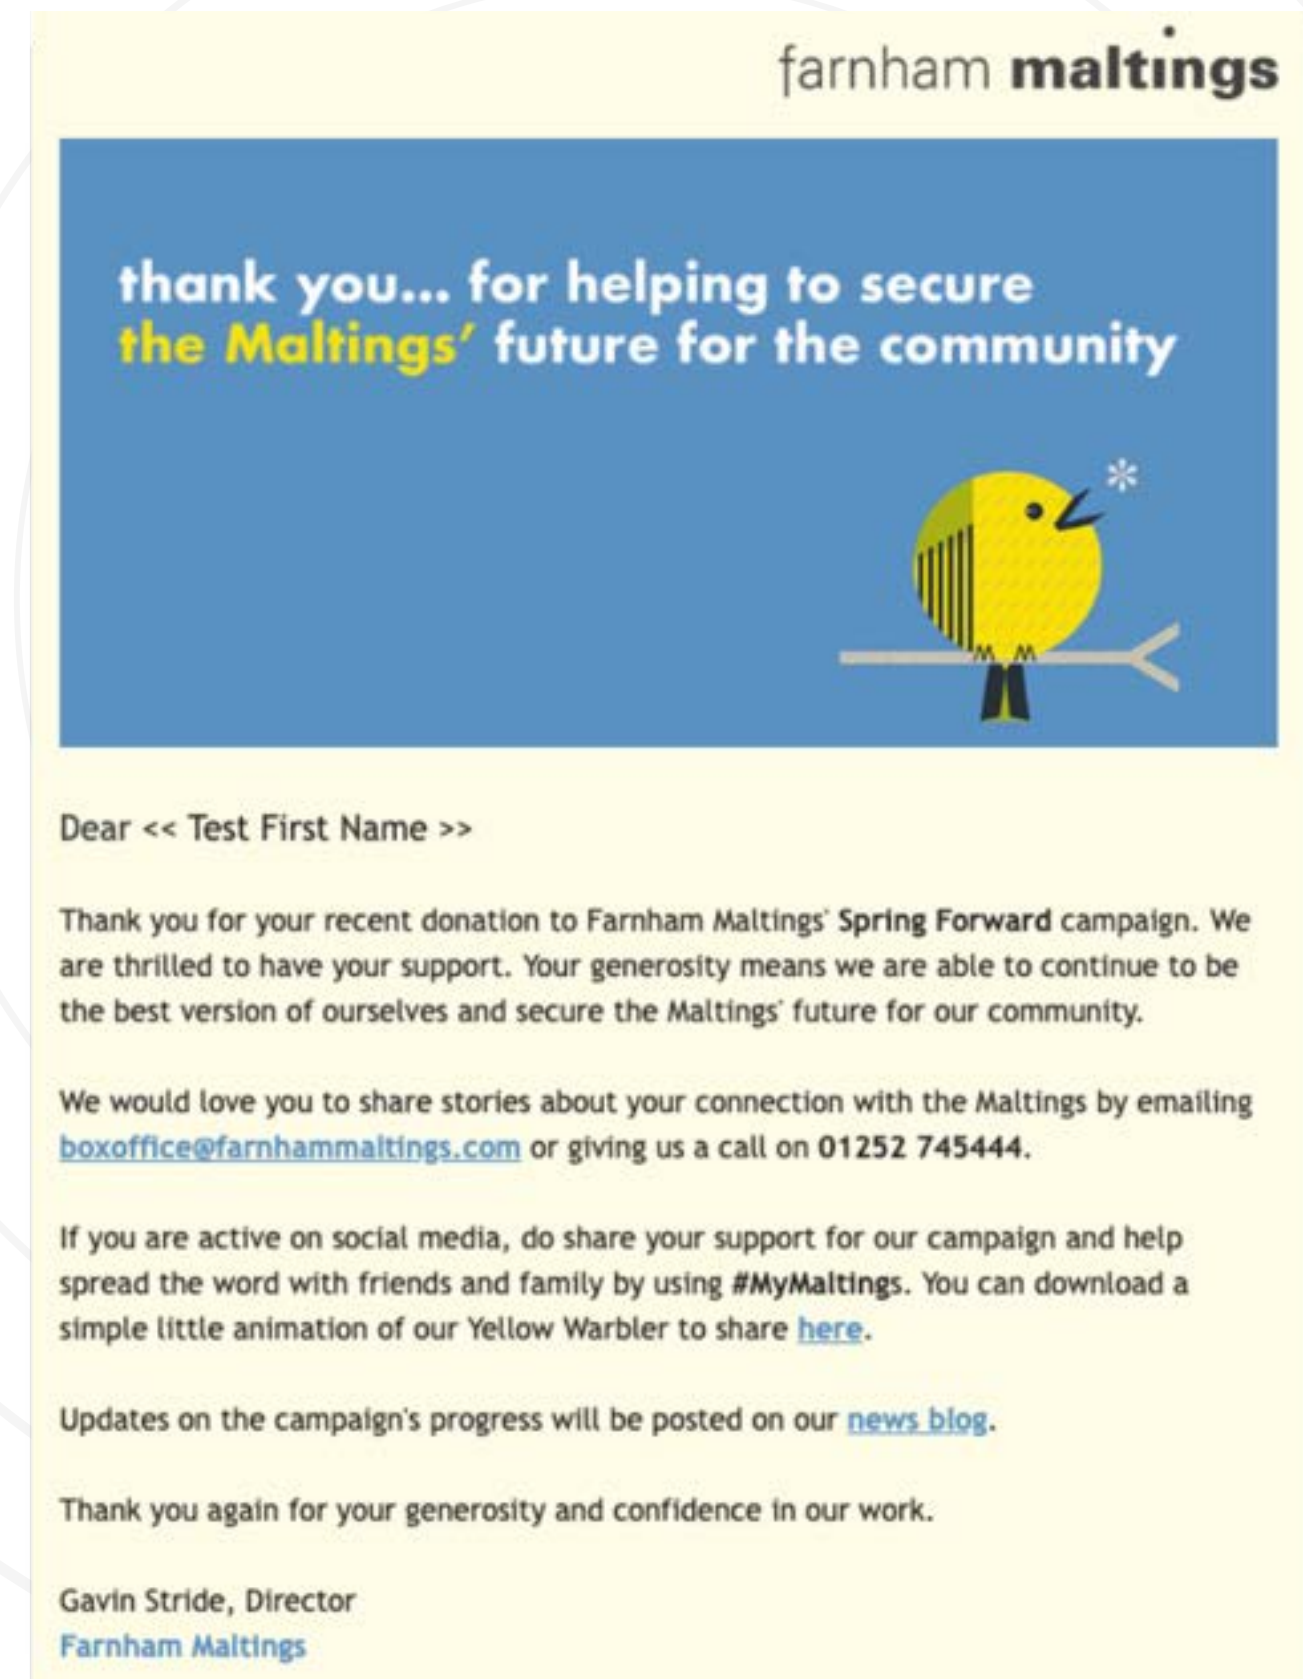 farnham maltings
thank you... for helping to secure
the Maltings’ future for the community
Dear << Test First Name >>
Thank you for your recent donation to Farnham Maltings' Spring Forward campaign. We
are thrilled to have your support. Your generosity means we are able to continue to be
the best version of ourselves and secure the Maltings' future for our community.
We would love you to share stories about your connection with the Maltings by emailing
boxoffice@farnhammaltings.com or giving us a call on 01252 745444.
If you are active on social media, do share your support for our campaign and help
spread the word with friends and family by using #MyMaltings. You can download a
simple little animation of our Yellow Warbler to share here.
Updates on the campaign's progress will be posted on our news blog.
Thank you again for your generosity and confidence in our work.
Gavin Stride, Director
Farnham Maltings